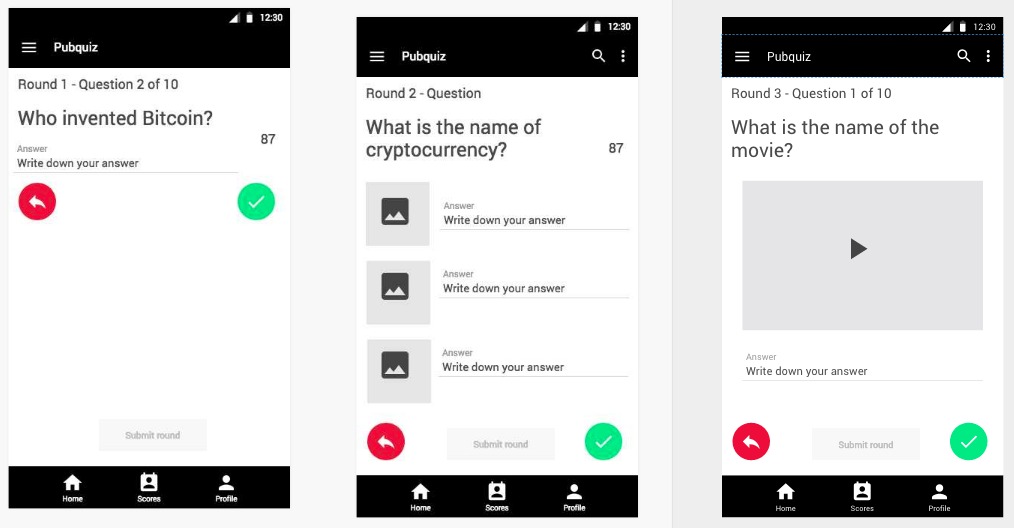 12:30
Pubquiz
Round 1 - Question 2 of 10
Who invented Bitcoin?
87
Answer
Write down your answer
Submit round
Home Scores Profile
12:30
Pubquiz
Round 2 - Question
What is the name of
cryptocurrency?
87
Answer
Write down your answer
Answer
Write down your answer
Answer
Write down your answer
Submit round
Home Scores Profile
12:30
Pubquiz
Round 3 - Question 1 of 10
What is the name of the
movie?
Answer
Write down your answer
Submit round
Home Scores Profile